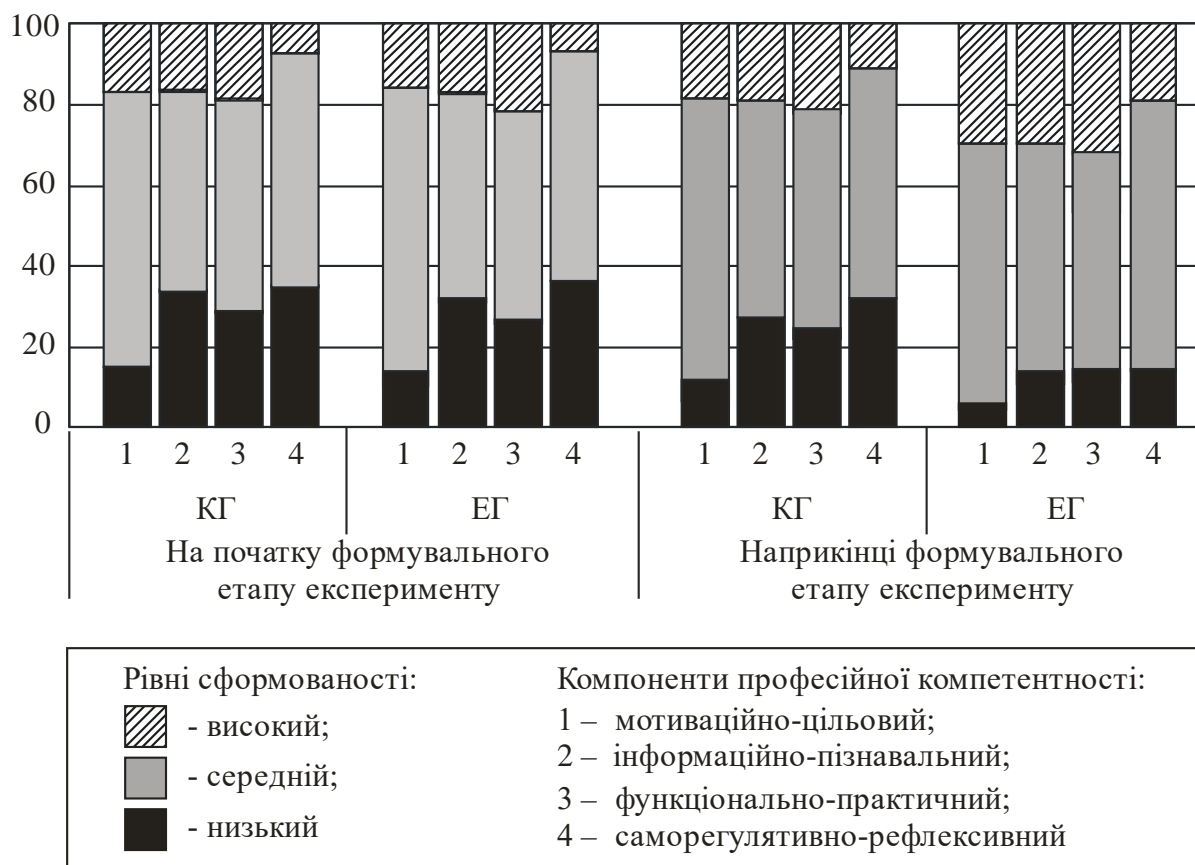 100
80
60
40
20
0
1 2 3 4 1 2 3 4 1 2 3 4 1 2 3 4
КГ ЕГ КГ ЕГ
На початку формувального
етапу експерименту
Наприкінці формувального
етапу експерименту
Рівні сформованості:
- високий;
- середній;
- низький
Компоненти професійної компетентності:
1 – мотиваційно-цільовий;
2 – інформаційно-пізнавальний;
3 – функціонально-практичний;
4 – саморегулятивно-рефлексивний